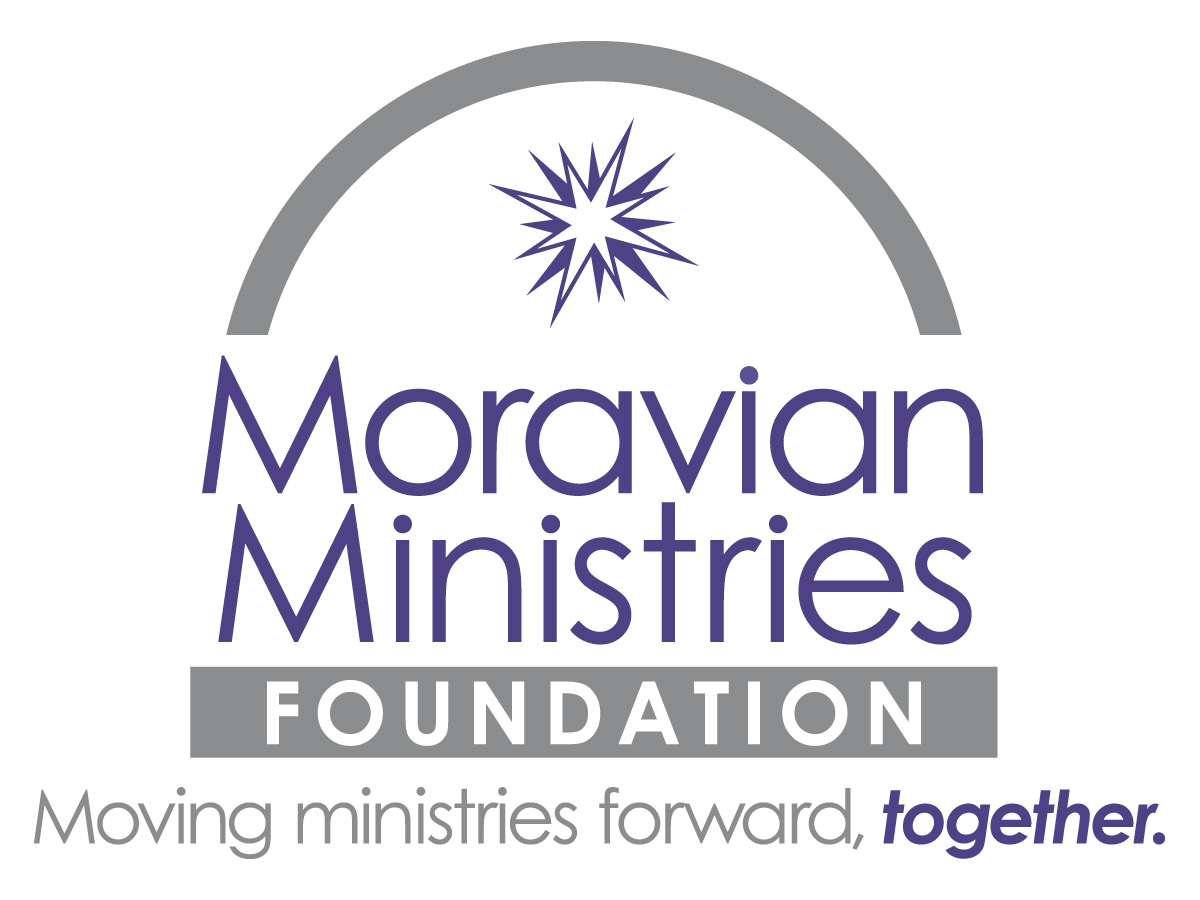 Moravian
Ministries
FOUNDATION
Moving ministries forward, together.